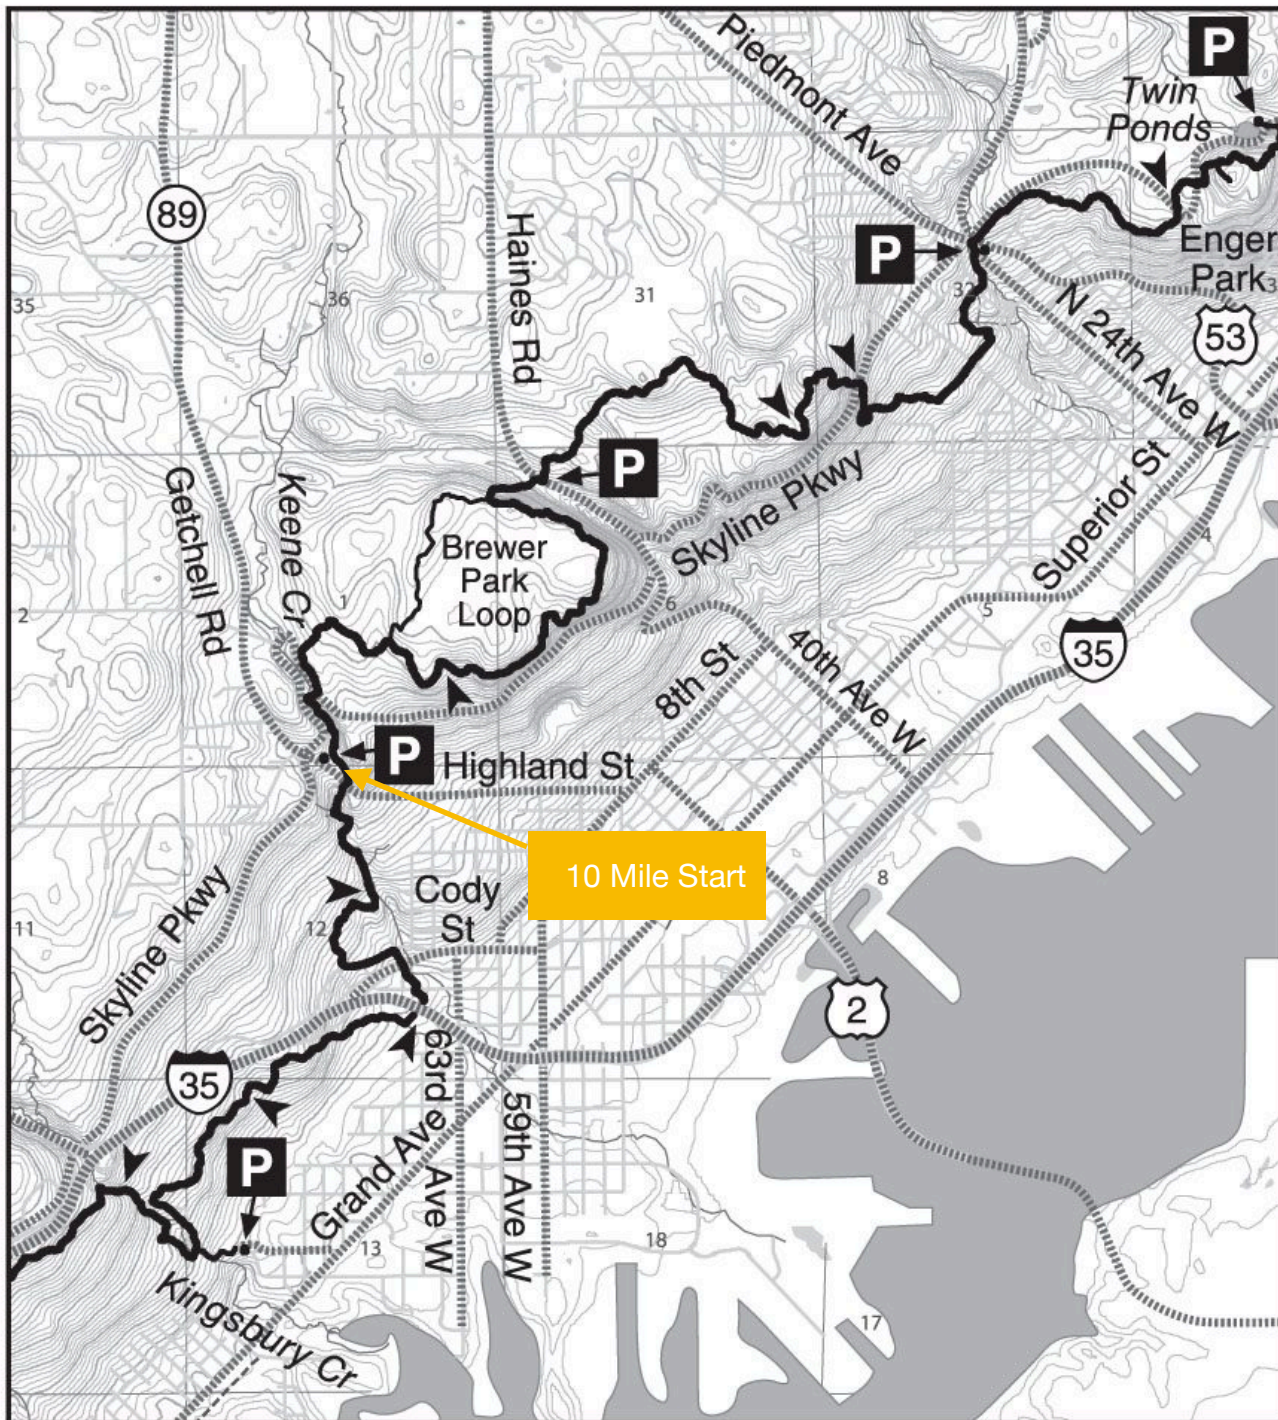 P
Piedmont Ave
Twin
Ponds
89
Haines Rd
P
Enger
Park
35
36
31
32
3
N 24th Ave W
53
P
Getchell Rd
Keene Cr
Skyline Pkwy
Superior St
4
Brewer
Park
Loop
2
1
6
5
40th Ave W
35
8th St
P
Highland St
10 Mile Start
Cody
St
8
11
12
Skyline Pkwy
2
35
63rd
Ave W
59th Ave W
P
Grand Ave
13
18
Kingsbury Cr
17